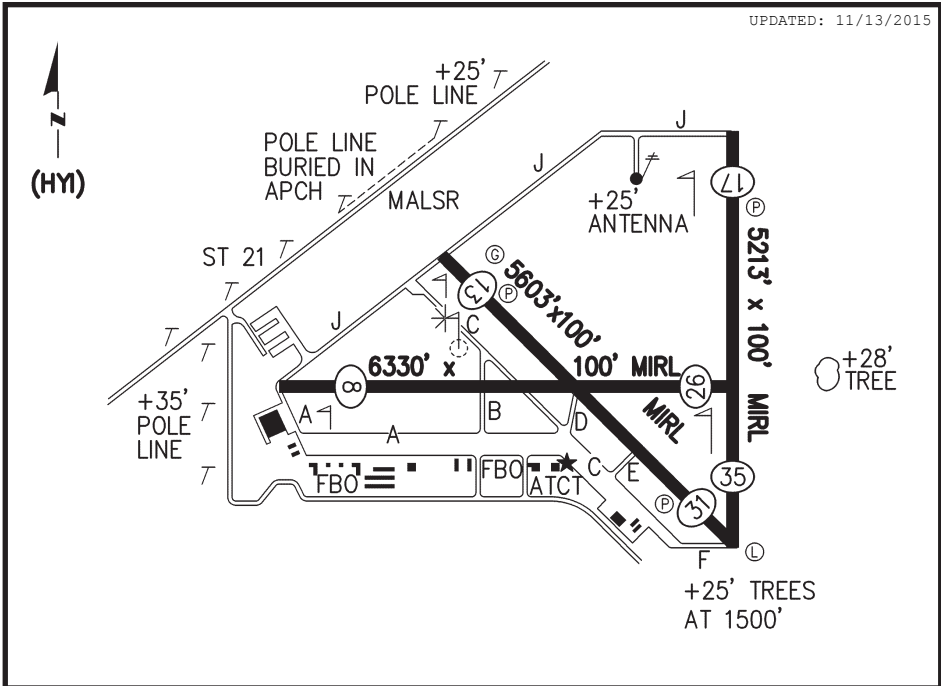 UPDATED: 11/13/2015
+25'
POLE LINE
POLE LINE
BURIED IN
APCH
MALSR
N
(HYI)
ST 21
J
J
+25'
ANTENNA
17
P
5213' x 100' MIRL
G
13
P
5603'x100'
MIRL
C
J
6330' x
100' MIRL
8
26
+28'
TREE
+35'
POLE
LINE
A
A
B
D
C
E
FBO
FBO
ATCT
35
P
31
F
L
+25' TREES
AT 1500'